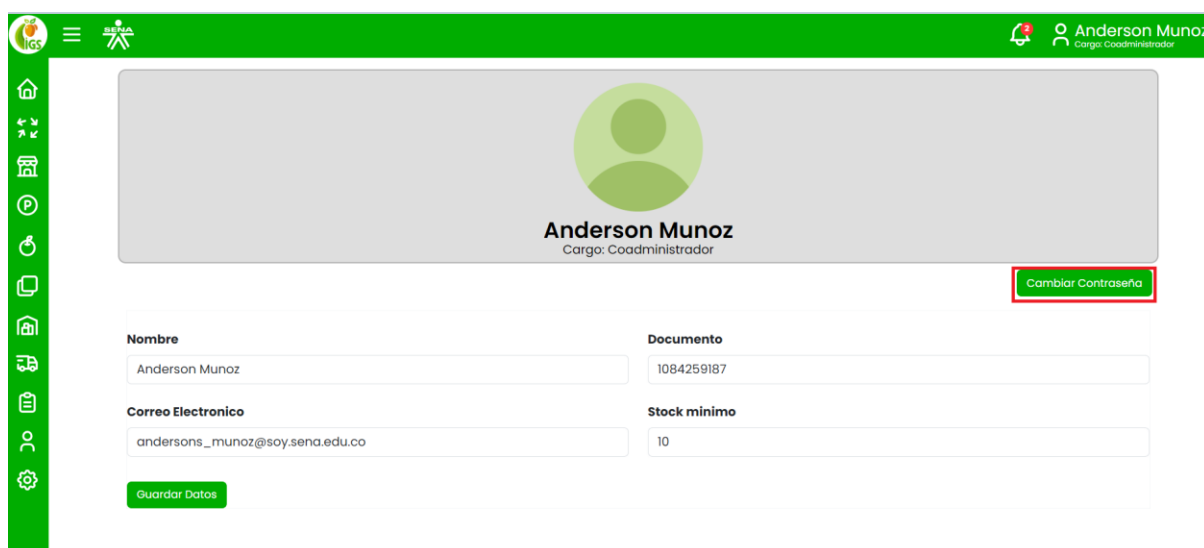 iGS
SENA
2
Anderson Munoz
Cargo: Coadministrador
P
Anderson Munoz
Cargo: Coadministrador
Cambiar Contraseña
Nombre
Documento
Anderson Munoz
1084259187
Correo Electronico
Stock minimo
andersons_munoz@soy.sena.edu.co
10
Guardar Datos